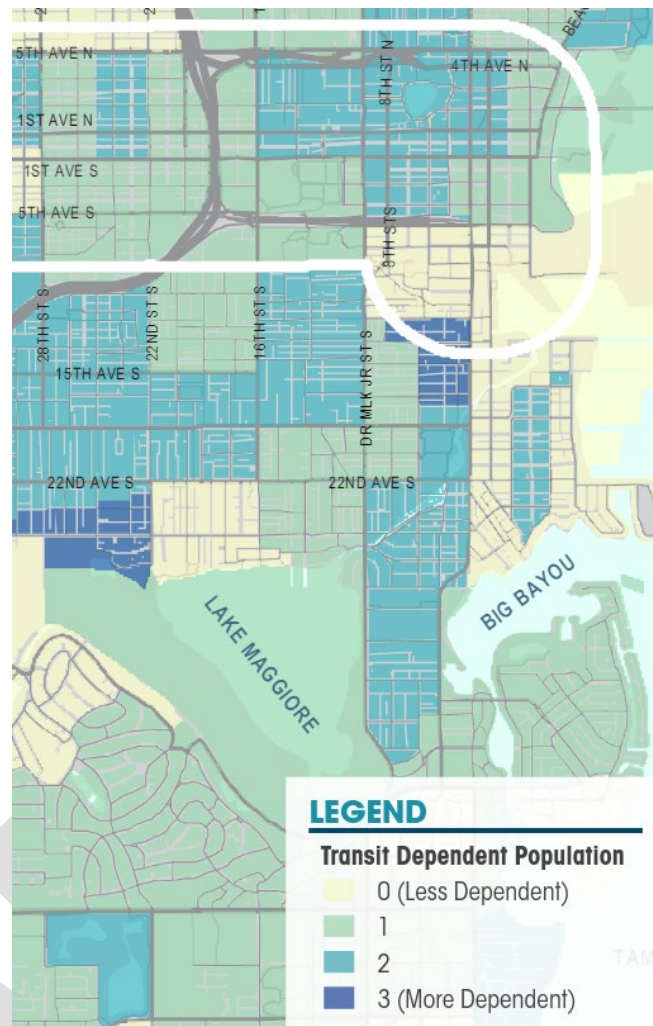 BEAC
5TH AVE N
4TH AVE N
8TH ST N
1ST AVE N
1ST AVE S
5TH AVE S
8TH ST S
28TH ST S
22ND ST S
16TH ST S
DR MLK JR ST S
15TH AVE S
22ND AVE S
22ND AVE S
LAKE MAGGIORE
BIG BAYOU
LEGEND
Transit Dependent Population
0 (Less Dependent)
1
2
3 (More Dependent)
TAM